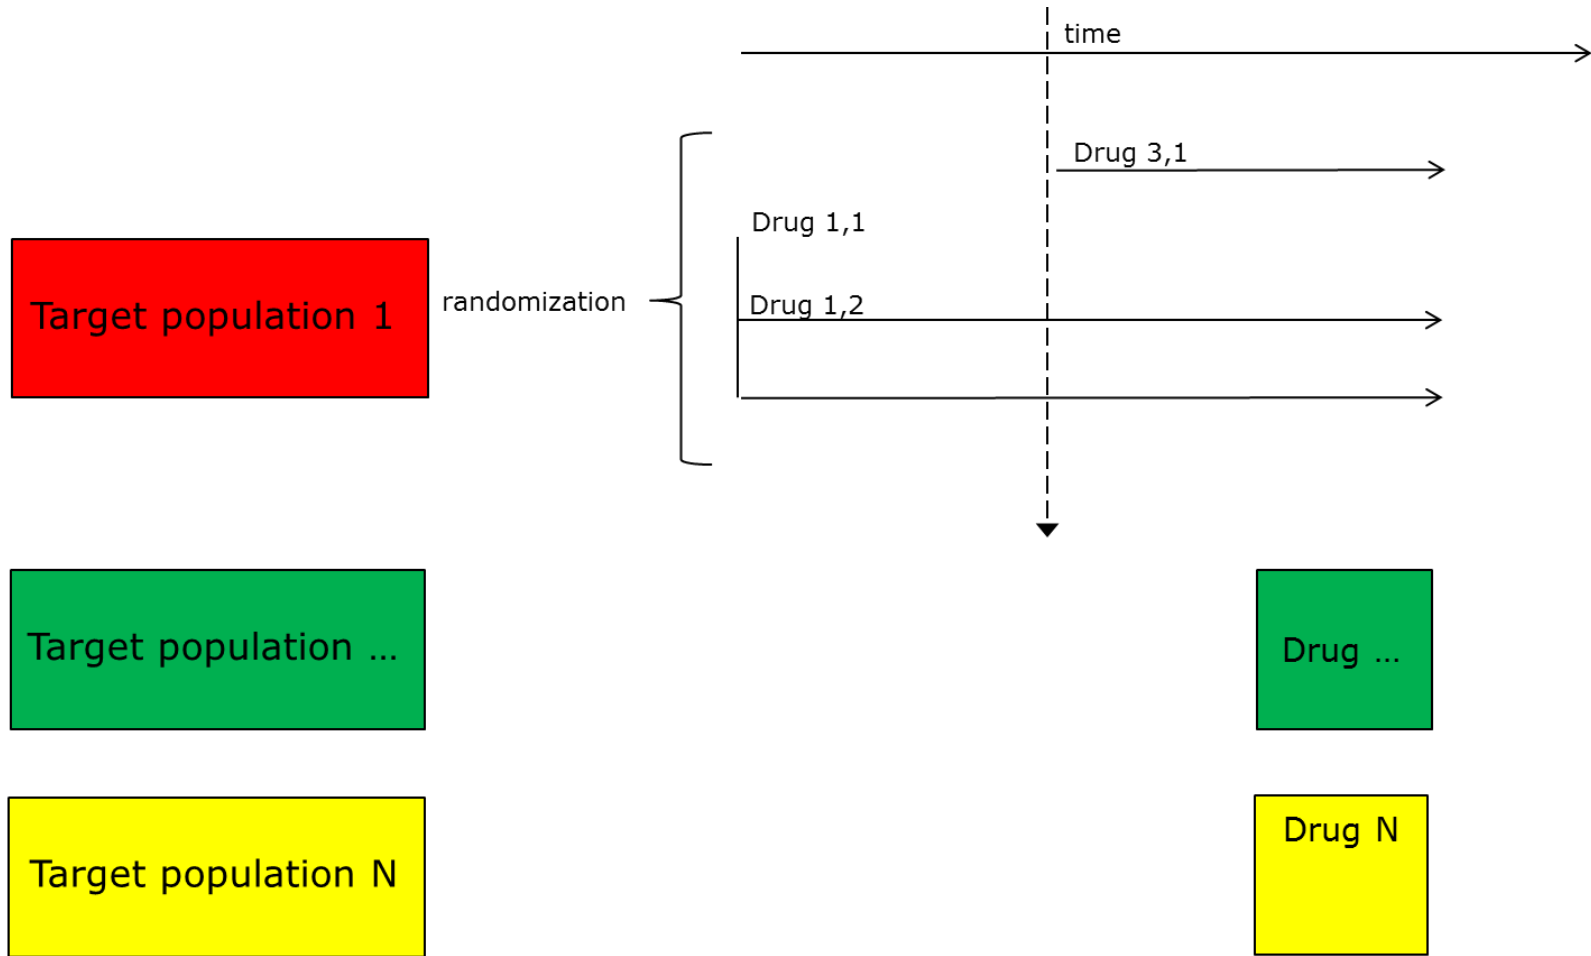 time
Drug 3,1
Drug 1,1
Target population 1
randomization
Drug 1,2
Target population ...
Drug ...
Target population N
Drug N